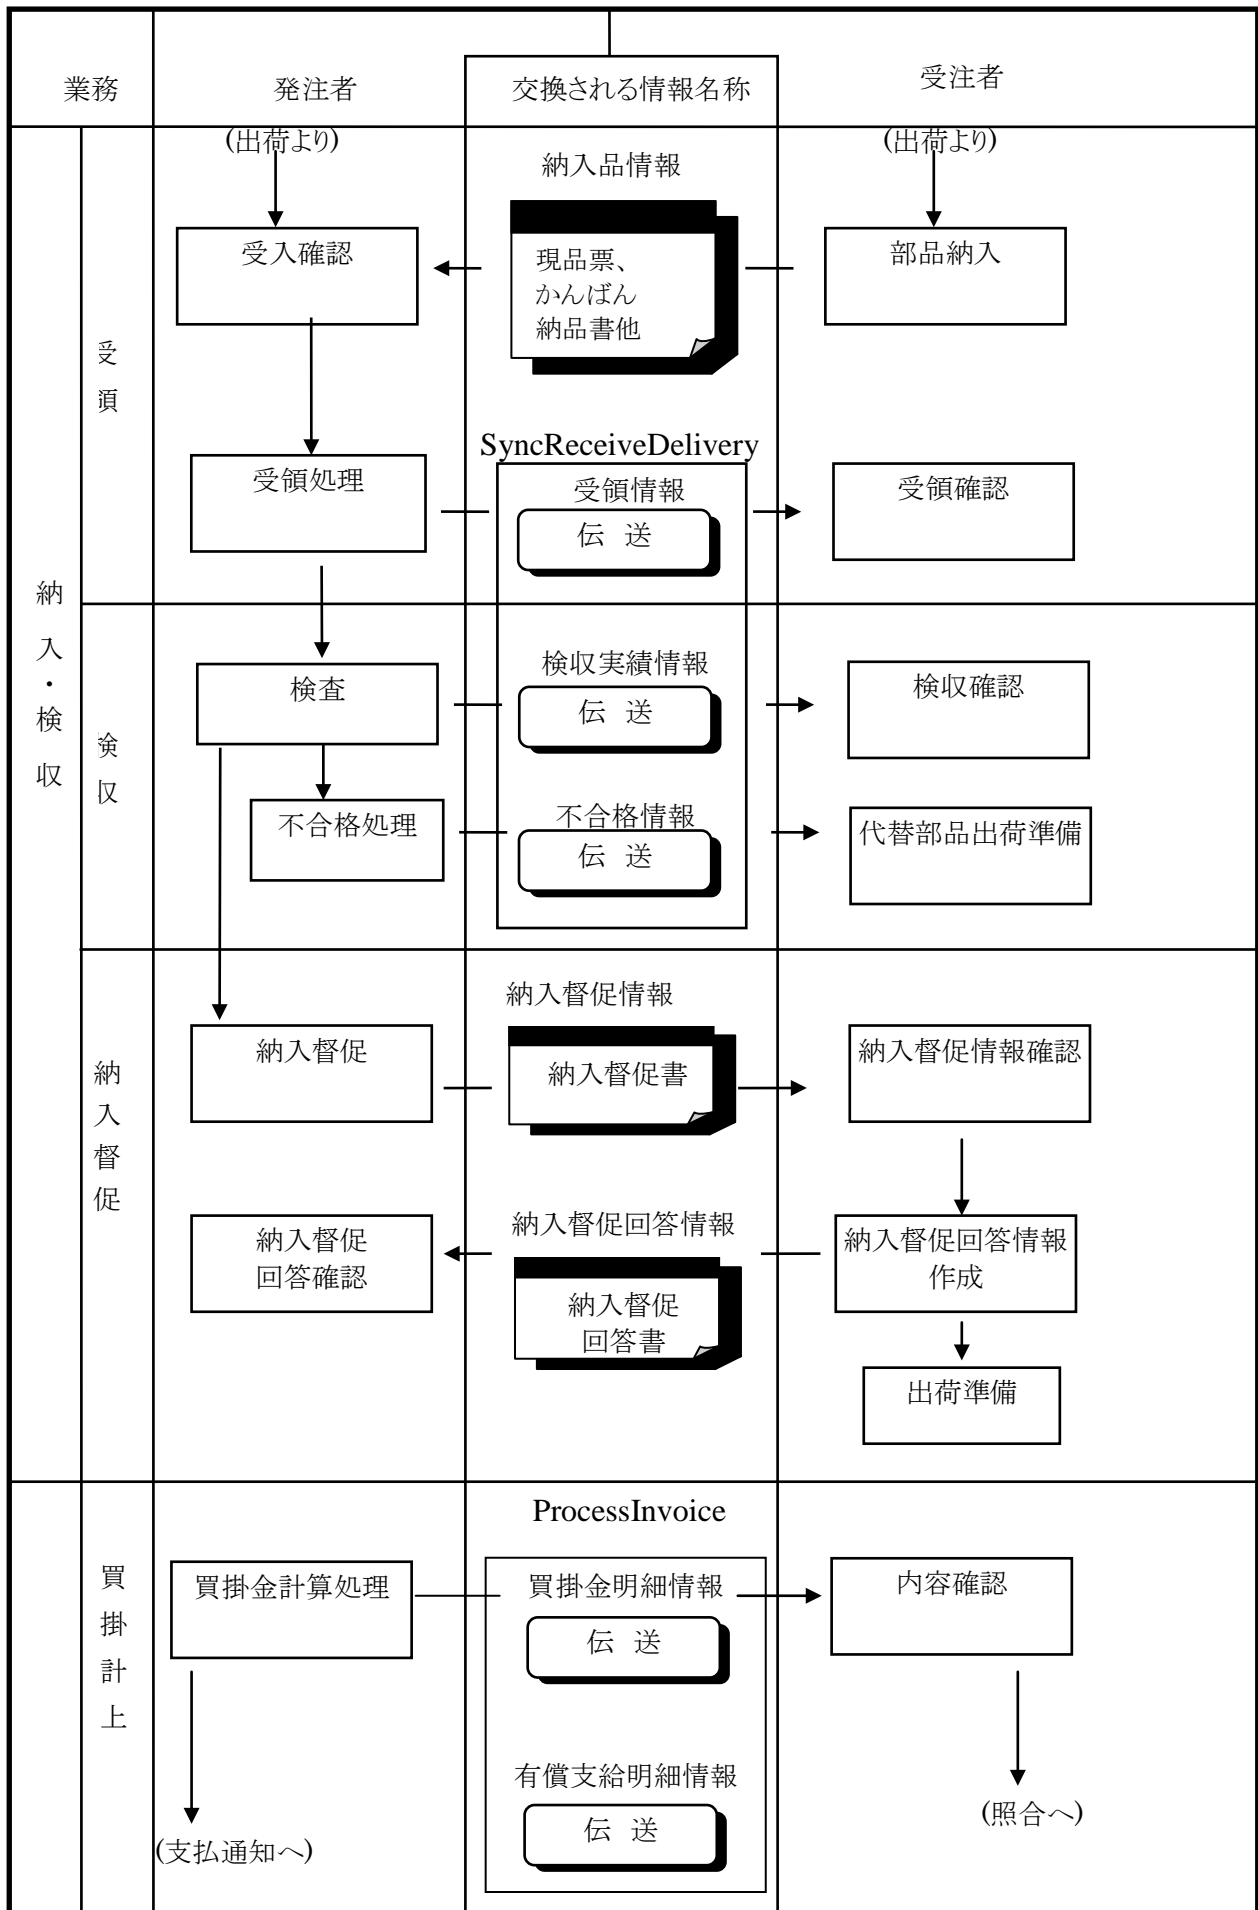 業務
発注者
交換される情報名称
受注者
(出荷より)
納入品情報
(出荷より)
受入確認
現品票、
かんばん
納品書他
部品納入
受
領
SyncReceiveDelivery
受領処理
受領情報
伝 送
受領確認
納
入
・
検
収
検査
検収実績情報
伝 送
検収確認
検
収
不合格処理
不合格情報
伝 送
代替部品出荷準備
納入督促情報
納入督促
納入督促書
納入督促情報確認
納
入
督
促
納入督促回答情報
納入督促
回答確認
納入督促
回答書
納入督促回答情報
作成
出荷準備
ProcessInvoice
買
掛
計
上
買掛金計算処理
買掛金明細情報
伝 送
内容確認
有償支給明細情報
伝 送
(支払通知へ)
(照合へ)